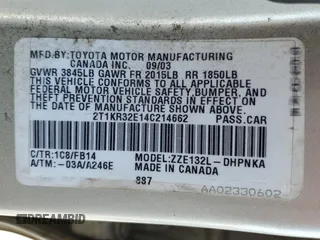 MFD.BY:TOYOTA MOTOR MANUFACTURING
CANADA INC. 09/03
GVWR 3845LB GAWR FR 2015LB RR 1850LB
THIS VEHICLE CONFORMS TO ALL APPLICABLE
FEDERAL MOTOR VEHICLE SAFETY, BUMPER,
AND THEFT PREVENTION STANDARDS IN
EFFECT ON THE DATE OF MANUFACTURE
SHOWN ABOVE.
2T1KR32E14C214662 PASS.CAR
C/TR:1C8/FB14 MODEL:ZZE132L-DHPNKA
A/TM:-03A/A246E MADE IN CANADA
887
AA02330602
DREAMBID